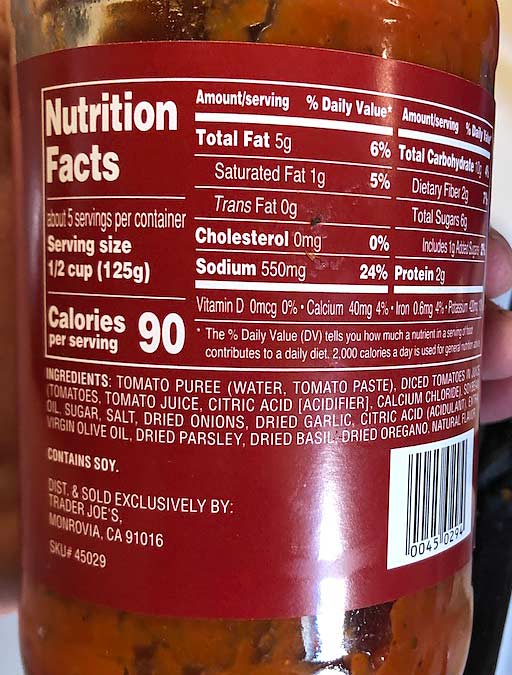 Nutrition
Facts
about 5 servings per container
Serving size
1/2 cup (125g)
Calories
per serving
90
Amount/serving % Daily Value*
Total Fat 5g 6%
Saturated Fat 1g 5%
Trans Fat 0g
Cholesterol 0mg 0%
Sodium 550mg 24%
Amount/serving % Daily
Total Carbohydrate
Dietary Fiber 2g
Total Sugars 6g
Includes 1g Added Sugars
Protein 2g
Vitamin D 0mcg 0% • Calcium 40mg 4% • Iron 0.6mg 4% • Potassium
* The % Daily Value (DV) tells you how much a nutrient in a serving of food
contributes to a daily diet. 2,000 calories a day is used for general nutrition
INGREDIENTS: TOMATO PUREE (WATER, TOMATO PASTE), DICED TOMATOES IN
(TOMATOES, TOMATO JUICE, CITRIC ACID [ACIDIFIER], CALCIUM CHLORIDE),
OIL, SUGAR, SALT, DRIED ONIONS, DRIED GARLIC, CITRIC ACID (ACIDULANT),
VIRGIN OLIVE OIL, DRIED PARSLEY, DRIED BASIL, DRIED OREGANO, NATURAL
CONTAINS SOY.
DIST. & SOLD EXCLUSIVELY BY:
TRADER JOE'S,
MONROVIA, CA 91016
SKU# 45029
0045 0294